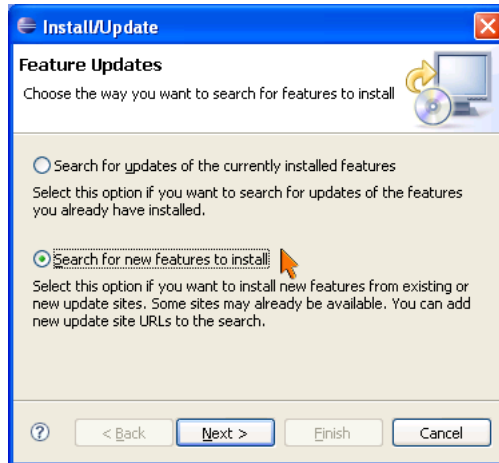 Install/Update
Feature Updates
Choose the way you want to search for features to install
Search for updates of the currently installed features
Select this option if you want to search for updates of the features
you already have installed.
Search for new features to install
Select this option if you want to install new features from existing or
new update sites. Some sites may already be available. You can add
new update site URLs to the search.
? < Back Next > Finish Cancel